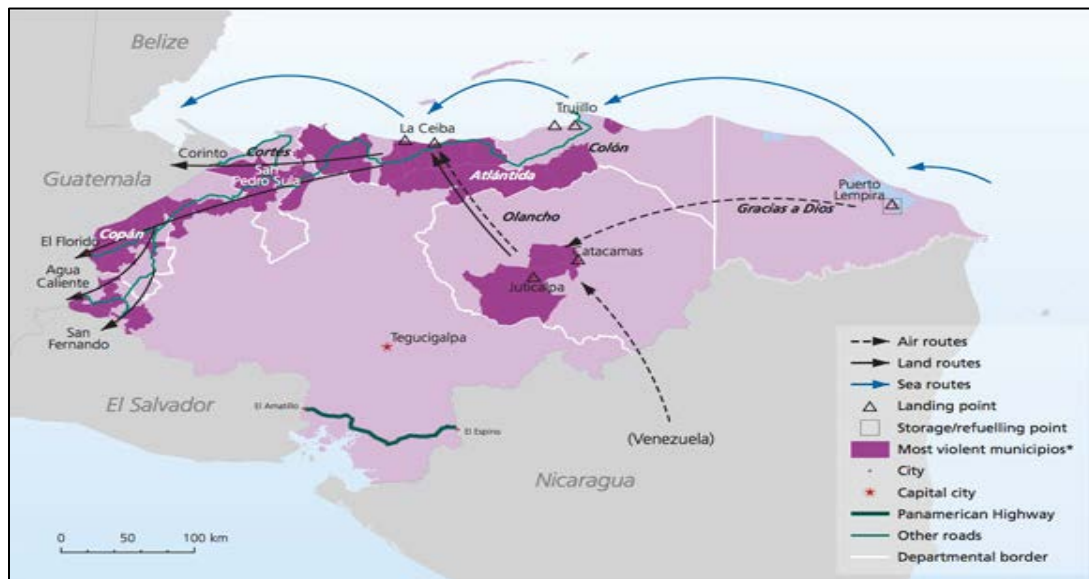 Belize
Trujillo
La Ceiba
Corinto
Cortés
Colón
San
Pedro Sula
Atlántida
Guatemala
Puerto
Lempira
Olancho
Gracias a Dios
Copán
El Florido
Catacamas
Agua
Caliente
Juticalpa
San
Fernando
Tegucigalpa
El Salvador
El Amatillo
El Espino
(Venezuela)
Nicaragua
0 50 100 km
Air routes
Land routes
Sea routes
Landing point
Storage/refuelling point
Most violent municipios*
City
Capital city
Panamerican Highway
Other roads
Departmental border